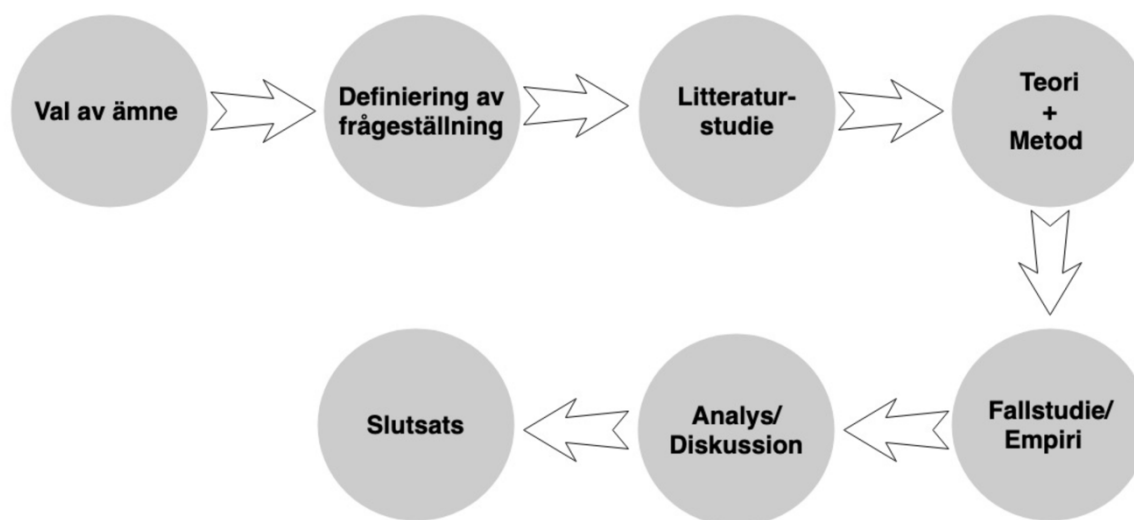 Val av ämne
Definiering av
frågeställning
Litteratur-
studie
Teori
+
Metod
Fallstudie/
Empiri
Analys/
Diskussion
Slutsats